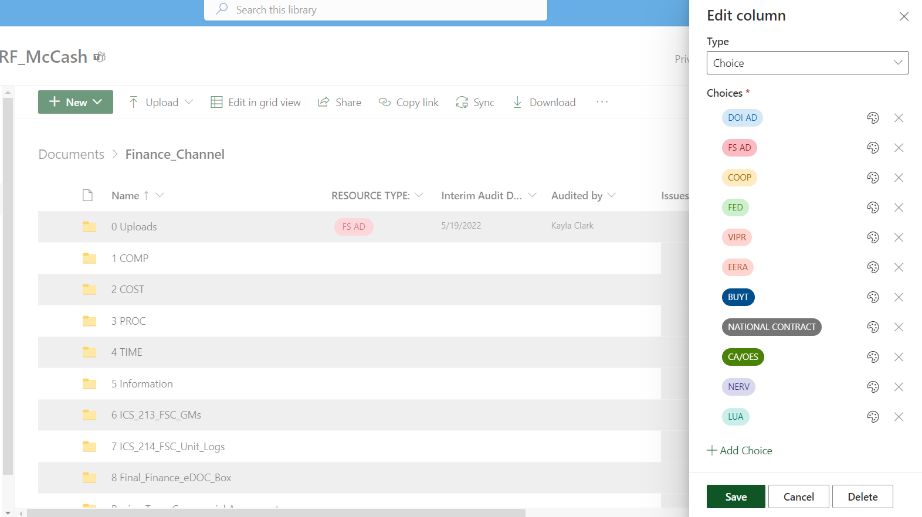 Search this library
RF_McCash
Priv
New
Upload
Edit in grid view
Share
Copy link
Sync
Download
Documents > Finance_Channel
Name
RESOURCE TYPE:
Interim Audit D...
Audited by
Issues
0 Uploads
FS AD
5/19/2022
Kayla Clark
1 COMP
2 COST
3 PROC
4 TIME
5 Information
6 ICS_213_FSC_GMs
7 ICS_214_FSC_Unit_Logs
8 Final_Finance_eDOC_Box
Edit column
Type
Choice
Choices *
DOI AD
FS AD
COOP
FED
VIPR
EERA
BUYT
NATIONAL CONTRACT
CA/OES
NERV
LUA
+ Add Choice
Save
Cancel
Delete